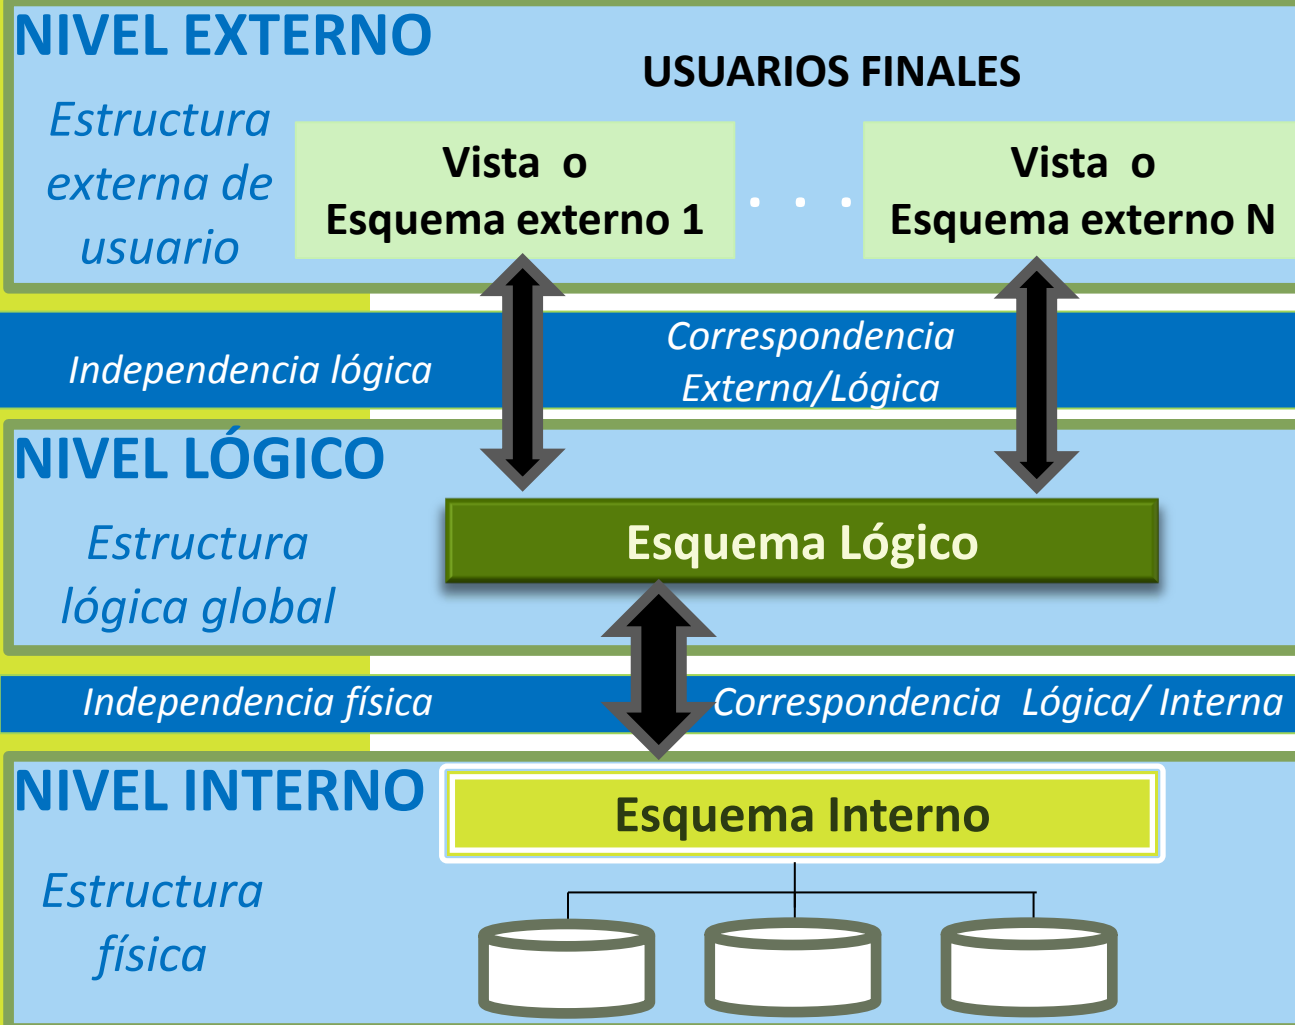 NIVEL EXTERNO
USUARIOS FINALES
Estructura
externa de
usuario
Vista o
Esquema externo 1
. . .
Vista o
Esquema externo N
Independencia lógica
Correspondencia
Externa/Lógica
NIVEL LÓGICO
Estructura
lógica global
Esquema Lógico
Independencia física
Correspondencia Lógica/ Interna
NIVEL INTERNO
Esquema Interno
Estructura
física